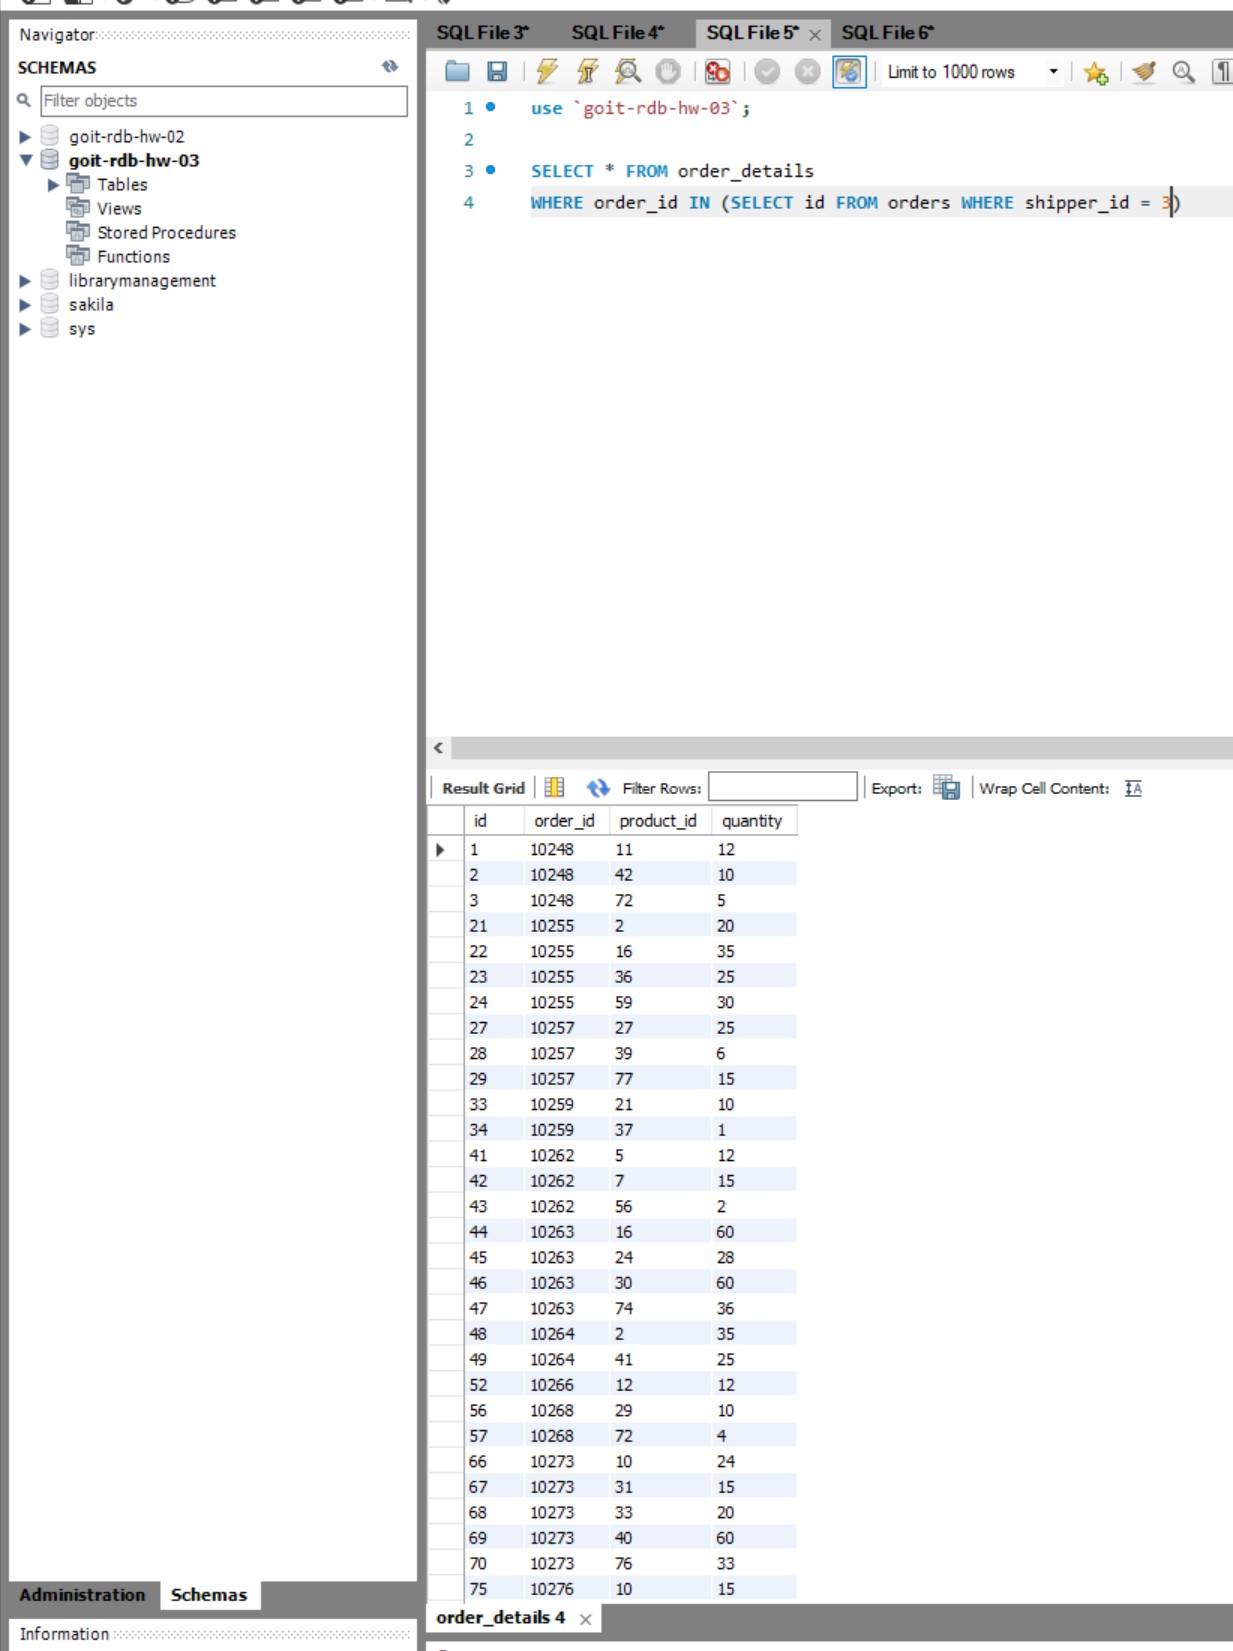 SQL File 3* SQL File 4* SQL File 5* SQL File 6*
Navigator
SCHEMAS
Filter objects
goit-rdb-hw-02
goit-rdb-hw-03
Tables
Views
Stored Procedures
Functions
librarymanagement
sakila
sys
Administration Schemas
Information
Limit to 1000 rows
1 use `goit-rdb-hw-03`;
2
3 SELECT * FROM order_details
4 WHERE order_id IN (SELECT id FROM orders WHERE shipper_id = 3)
Result Grid Filter Rows: Export: Wrap Cell Content:
id order_id product_id quantity
1 10248 11 12
2 10248 42 10
3 10248 72 5
21 10255 2 20
22 10255 16 35
23 10255 36 25
24 10255 59 30
27 10257 27 25
28 10257 39 6
29 10257 77 15
33 10259 21 10
34 10259 37 1
41 10262 5 12
42 10262 7 15
43 10262 56 2
44 10263 16 60
45 10263 24 28
46 10263 30 60
47 10263 74 36
48 10264 2 35
49 10264 41 25
52 10266 12 12
56 10268 29 10
57 10268 72 4
66 10273 10 24
67 10273 31 15
68 10273 33 20
69 10273 40 60
70 10273 76 33
75 10276 10 15
order_details 4